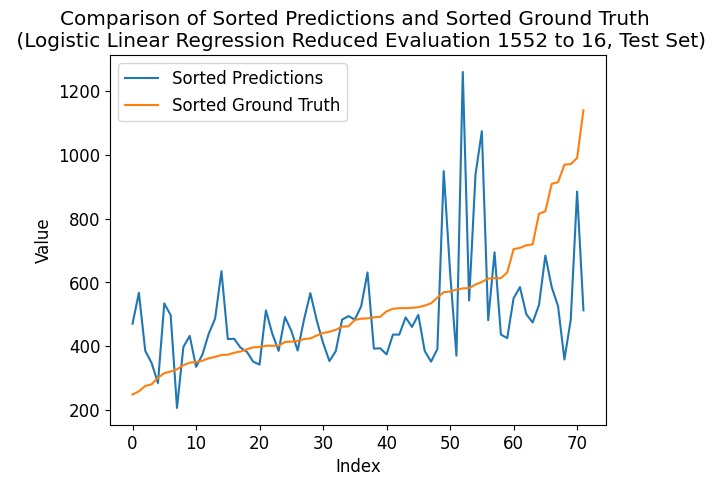 Comparison of Sorted Predictions and Sorted Ground Truth
(Logistic Linear Regression Reduced Evaluation 1552 to 16, Test Set)
Sorted Predictions
Sorted Ground Truth
Value
1200
1000
800
600
400
200
0 10 20 30 40 50 60 70
Index